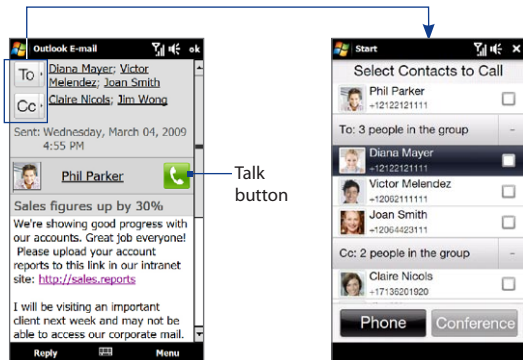 Outlook E-mail ok
To Diana Mayer; Victor
Melendez; Joan Smith
Cc Claire Nicols; Jim Wong
Sent: Wednesday, March 04, 2009
4:55 PM
Phil Parker
Sales figures up by 30%
We're showing good progress with
our accounts. Great job everyone!
Please upload your account
reports to this link in our intranet
site: http://sales.reports
I will be visiting an important
client next week and may not be
able to access our corporate mail.
Reply Menu
Talk
button
Start
Select Contacts to Call
Phil Parker
+12122121111
To: 3 people in the group
Diana Mayer
+12122121111
Victor Melendez
+12062111111
Joan Smith
+12064423111
Cc: 2 people in the group
Claire Nicols
+17136201920
Phone Conference